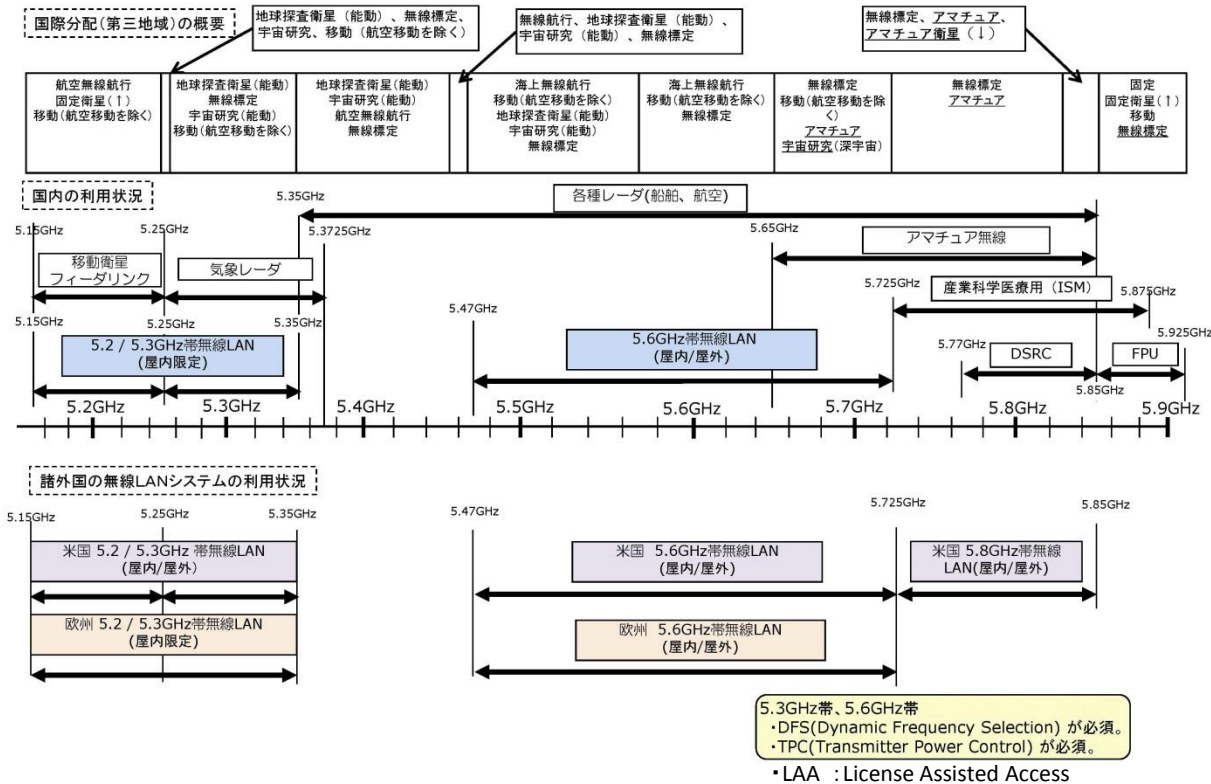 国際分配(第三地域)の概要
地球探査衛星(能動)、無線標定、
宇宙研究、移動(航空移動を除く)
無線航行、地球探査衛星(能動)、
宇宙研究(能動)、無線標定
無線標定、アマチュア、
アマチュア衛星(↓)
航空無線航行
固定衛星(↑)
移動(航空移動を除く)
地球探査衛星(能動)
無線標定
宇宙研究(能動)
移動(航空移動を除く)
地球探査衛星(能動)
宇宙研究(能動)
航空無線航行
無線標定
海上無線航行
移動(航空移動を除く)
地球探査衛星(能動)
宇宙研究(能動)
無線標定
海上無線航行
移動(航空移動を除く)
無線標定
無線標定
移動(航空移動を除
く)
アマチュア
宇宙研究(深宇宙)
無線標定
アマチュア
固定
固定衛星(↑)
移動
無線標定
国内の利用状況
5.35GHz
各種レーダ(船舶、航空)
5.15GHz
5.25GHz
5.3725GHz
5.65GHz
移動衛星
フィーダリンク
気象レーダ
アマチュア無線
5.725GHz
産業科学医療用(ISM)
5.875GHz
5.15GHz
5.25GHz
5.35GHz
5.47GHz
5.925GHz
5.2 / 5.3GHz帯無線LAN
(屋内限定)
5.6GHz帯無線LAN
(屋内/屋外)
5.77GHz
DSRC
FPU
5.85GHz
5.2GHz
5.3GHz
5.4GHz
5.5GHz
5.6GHz
5.7GHz
5.8GHz
5.9GHz
諸外国の無線LANシステムの利用状況
5.15GHz
5.25GHz
5.35GHz
5.47GHz
5.725GHz
5.85GHz
米国 5.2 / 5.3GHz 帯無線LAN
(屋内/屋外)
米国 5.6GHz帯無線LAN
(屋内/屋外)
米国 5.8GHz帯無線
LAN(屋内/屋外)
欧州 5.2 / 5.3GHz帯無線LAN
(屋内限定)
欧州 5.6GHz帯無線LAN
(屋内/屋外)
5.3GHz帯、5.6GHz帯
・DFS(Dynamic Frequency Selection) が必須。
・TPC(Transmitter Power Control) が必須。
・LAA :License Assisted Access